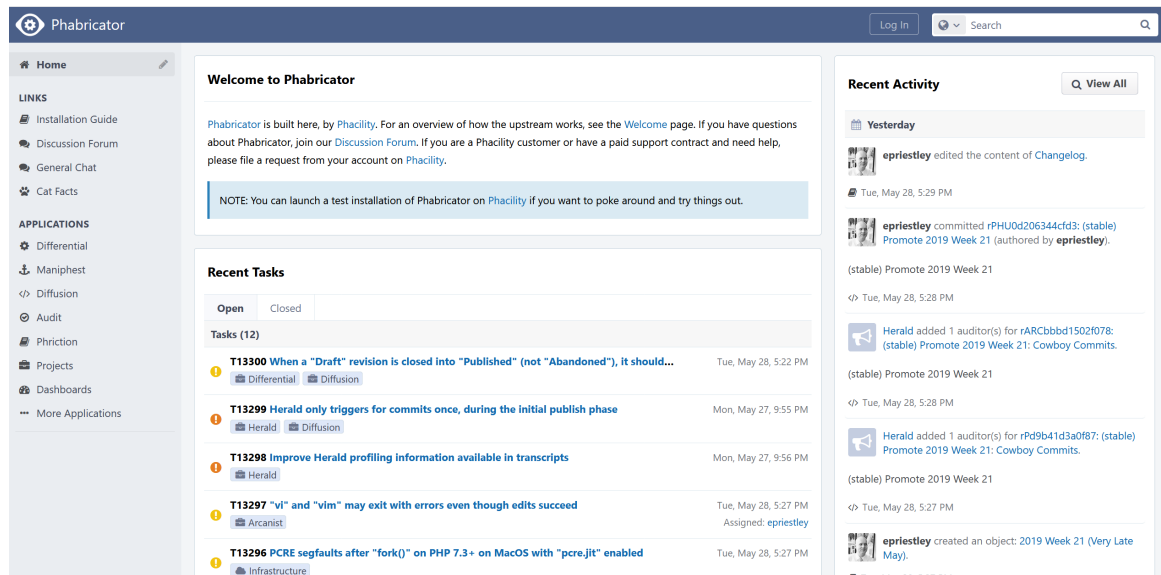 Phabricator
Log In
Search
Home
LINKS
Installation Guide
Discussion Forum
General Chat
Cat Facts
APPLICATIONS
Differential
Maniphest
Diffusion
Audit
Phriction
Projects
Dashboards
More Applications
Welcome to Phabricator
Phabricator is built here, by Phacility. For an overview of how the upstream works, see the Welcome page. If you have questions
about Phabricator, join our Discussion Forum. If you are a Phacility customer or have a paid support contract and need help,
please file a request from your account on Phacility.
NOTE: You can launch a test installation of Phabricator on Phacility if you want to poke around and try things out.
Recent Tasks
Open Closed
Tasks (12)
T13300 When a "Draft" revision is closed into "Published" (not "Abandoned"), it should... Tue, May 28, 5:22 PM
Differential Diffusion
T13299 Herald only triggers for commits once, during the initial publish phase Mon, May 27, 9:55 PM
Herald Diffusion
T13298 Improve Herald profiling information available in transcripts Mon, May 27, 9:56 PM
Herald
T13297 "vi" and "vim" may exit with errors even though edits succeed Tue, May 28, 5:27 PM
Arcanist Assigned: epriestley
T13296 PCRE segfaults after "fork()" on PHP 7.3+ on MacOS with "pcre.jit" enabled Tue, May 28, 5:27 PM
Infrastructure
Recent Activity
View All
Yesterday
epriestley edited the content of Changelog.
Tue, May 28, 5:29 PM
epriestley committed rPHU0d206344cfd3: (stable)
Promote 2019 Week 21 (authored by epriestley).
(stable) Promote 2019 Week 21
Tue, May 28, 5:28 PM
Herald added 1 auditor(s) for rARCbbbd1502f078:
(stable) Promote 2019 Week 21: Cowboy Commits.
(stable) Promote 2019 Week 21
Tue, May 28, 5:28 PM
Herald added 1 auditor(s) for rPd9b41d3a0f87: (stable)
Promote 2019 Week 21: Cowboy Commits.
(stable) Promote 2019 Week 21
Tue, May 28, 5:27 PM
epriestley created an object: 2019 Week 21 (Very Late
May).